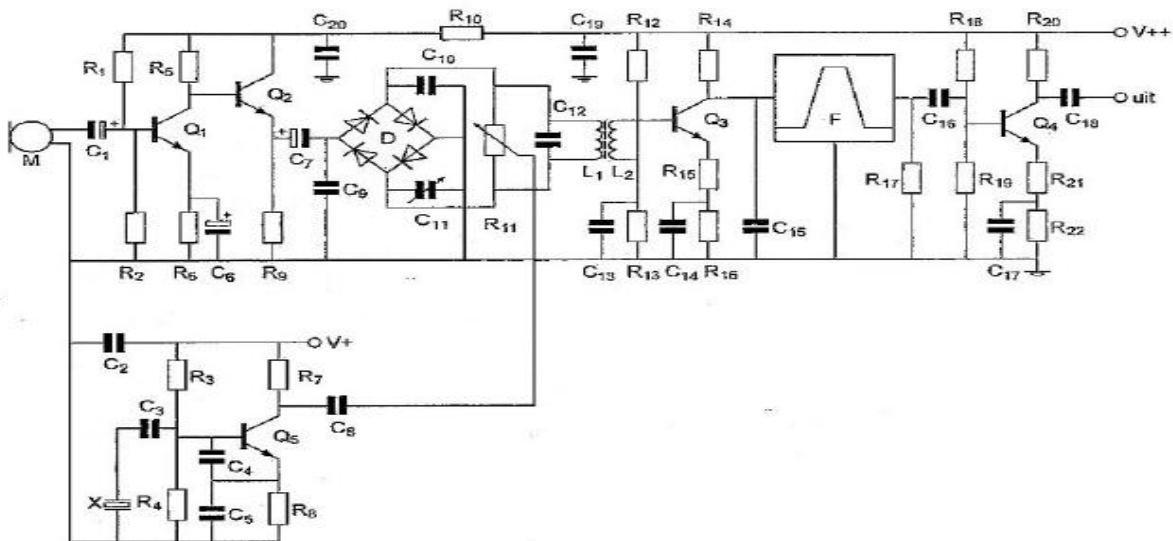 C20 R10 C19 R12 R14 R18 R20
V++
R1 R5 C10
Q2 C12 uit
Q1 D Q3 F C16 Q4 C18
M C1 C7 L1 L2
C9 R15 R17 R19 R21
C11 R11 C15 R22
R2 R6 C6 R9 C13 R13 C14 R16 C17
V+
C2 R3 R7
C3 C8
Q5
C4
X R4 C5 R8